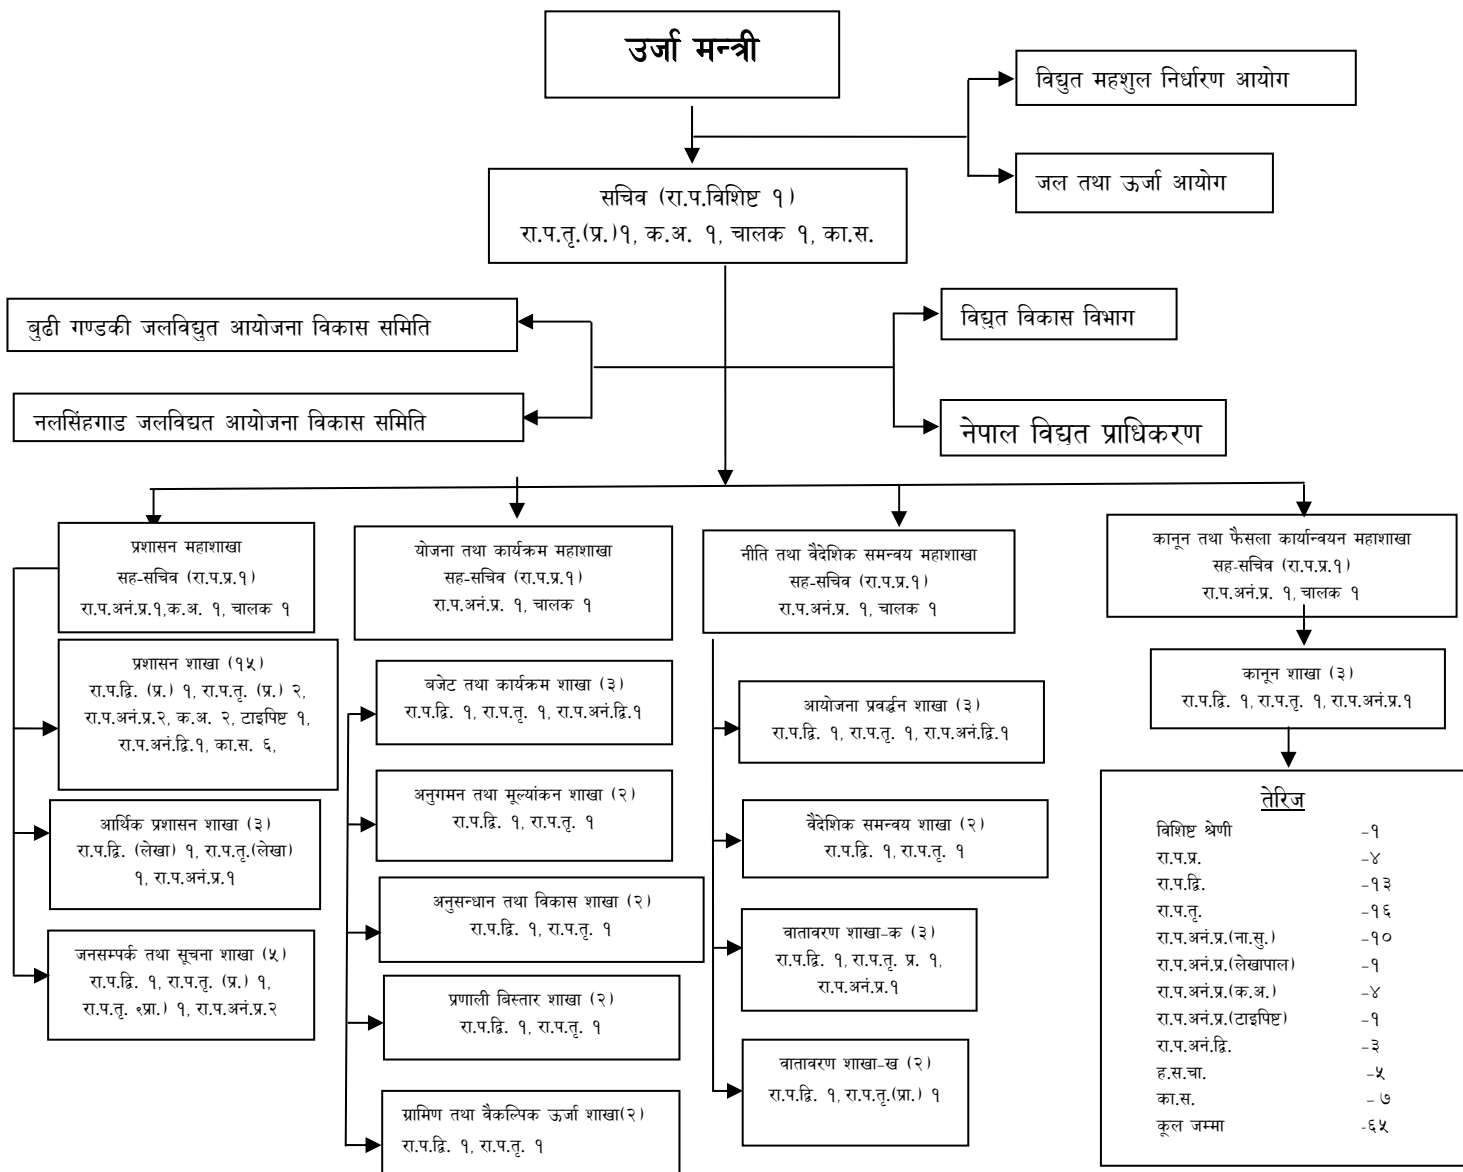 उर्जा मन्त्री
विद्युत महशुल निर्धारण आयोग
जल तथा ऊर्जा आयोग
सचिव (रा.प.विशिष्ट १)
रा.प.तृ.(प्र.)१, क.अ. १, चालक १, का.स.
बुढी गण्डकी जलविद्युत आयोजना विकास समिति
विद्युत विकास विभाग
नलसिंहगाड जलविद्यत आयोजना विकास समिति
नेपाल विद्युत प्राधिकरण
प्रशासन महाशाखा
सह-सचिव (रा.प.प्र.१)
रा.प.अनं.प्र.१,क.अ. १, चालक १
योजना तथा कार्यक्रम महाशाखा
सह-सचिव (रा.प.प्र.१)
रा.प.अनं.प्र. १, चालक १
नीति तथा वैदेशिक समन्वय महाशाखा
सह-सचिव (रा.प.प्र.१)
रा.प.अनं.प्र. १, चालक १
कानून तथा फैसला कार्यान्वयन महाशाखा
सह-सचिव (रा.प.प्र.१)
रा.प.अनं.प्र. १, चालक १
प्रशासन शाखा (१५)
रा.प.द्वि. (प्र.) १, रा.प.तृ. (प्र.) २,
रा.प.अनं.प्र.२, क.अ. २, टाइपिष्ट १,
रा.प.अनं.द्वि.१, का.स. ६,
आर्थिक प्रशासन शाखा (३)
रा.प.द्वि. (लेखा) १, रा.प.तृ.(लेखा)
१, रा.प.अनं.प्र.१
जनसम्पर्क तथा सूचना शाखा (५)
रा.प.द्वि. १, रा.प.तृ. (प्र.) १,
रा.प.तृ. ९प्रा.) १, रा.प.अनं.प्र.२
बजेट तथा कार्यक्रम शाखा (३)
रा.प.द्वि. १, रा.प.तृ. १, रा.प.अनं.द्वि.१
अनुगमन तथा मूल्यांकन शाखा (२)
रा.प.द्वि. १, रा.प.तृ. १
अनुसन्धान तथा विकास शाखा (२)
रा.प.द्वि. १, रा.प.तृ. १
प्रणाली बिस्तार शाखा (२)
रा.प.द्वि. १, रा.प.तृ. १
ग्रामिण तथा वैकल्पिक ऊर्जा शाखा(२)
रा.प.द्वि. १, रा.प.तृ. १
आयोजना प्रवर्द्धन शाखा (३)
रा.प.द्वि. १, रा.प.तृ. १, रा.प.अनं.द्वि.१
वैदेशिक समन्वय शाखा (२)
रा.प.द्वि. १, रा.प.तृ. १
वातावरण शाखा-क (३)
रा.प.द्वि. १, रा.प.तृ. प्र. १,
रा.प.अनं.प्र.१
वातावरण शाखा-ख (२)
रा.प.द्वि. १, रा.प.तृ.(प्रा.) १
कानून शाखा (३)
रा.प.द्वि. १, रा.प.तृ. १, रा.प.अनं.प्र.१
तेरिज
विशिष्ट श्रेणी -१
रा.प.प्र. -४
रा.प.द्वि. -१३
रा.प.तृ. -१६
रा.प.अनं.प्र.(ना.सु.) -१०
रा.प.अनं.प्र.(लेखापाल) -१
रा.प.अनं.प्र.(क.अ.) -४
रा.प.अनं.प्र.(टाइपिष्ट) -१
रा.प.अनं.द्वि. -३
ह.स.चा. -५
का.स. - ७
कूल जम्मा -६५